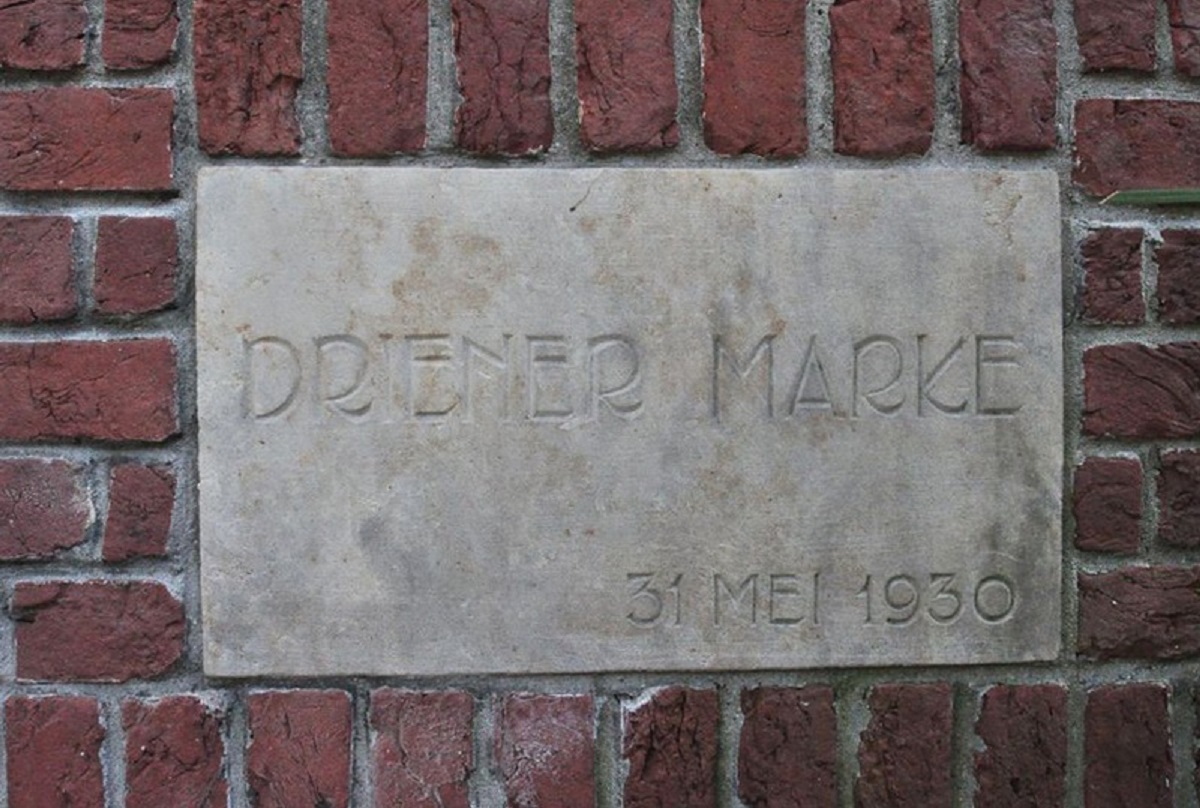 DRIENER MARKE
31 MEI 1930